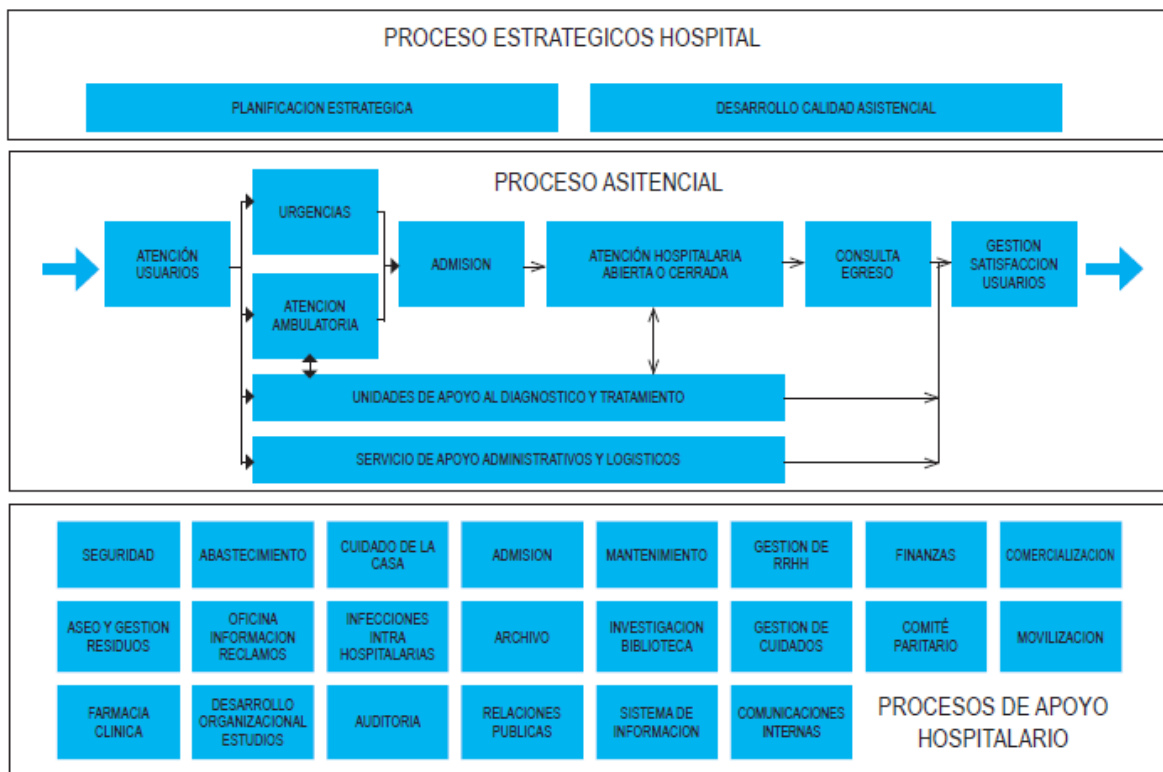 PROCESO ESTRATEGICOS HOSPITAL
PLANIFICACION ESTRATEGICA
DESARROLLO CALIDAD ASISTENCIAL
PROCESO ASITENCIAL
ATENCIÓN
USUARIOS
URGENCIAS
ATENCION
AMBULATORIA
ADMISION
ATENCIÓN HOSPITALARIA
ABIERTA O CERRADA
CONSULTA
EGRESO
GESTION
SATISFACCION
USUARIOS
UNIDADES DE APOYO AL DIAGNOSTICO Y TRATAMIENTO
SERVICIO DE APOYO ADMINISTRATIVOS Y LOGISTICOS
SEGURIDAD
ABASTECIMIENTO
CUIDADO DE LA
CASA
ADMISION
MANTENIMIENTO
GESTION DE
RRHH
FINANZAS
COMERCIALIZACION
ASEO Y GESTION
RESIDUOS
OFICINA
INFORMACION
RECLAMOS
INFECCIONES
INTRA
HOSPITALARIAS
ARCHIVO
INVESTIGACION
BIBLIOTECA
GESTION DE
CUIDADOS
COMITÉ
PARITARIO
MOVILIZACION
FARMACIA
CLINICA
DESARROLLO
ORGANIZACIONAL
ESTUDIOS
AUDITORIA
RELACIONES
PUBLICAS
SISTEMA DE
INFORMACION
COMUNICACIONES
INTERNAS
PROCESOS DE APOYO
HOSPITALARIO